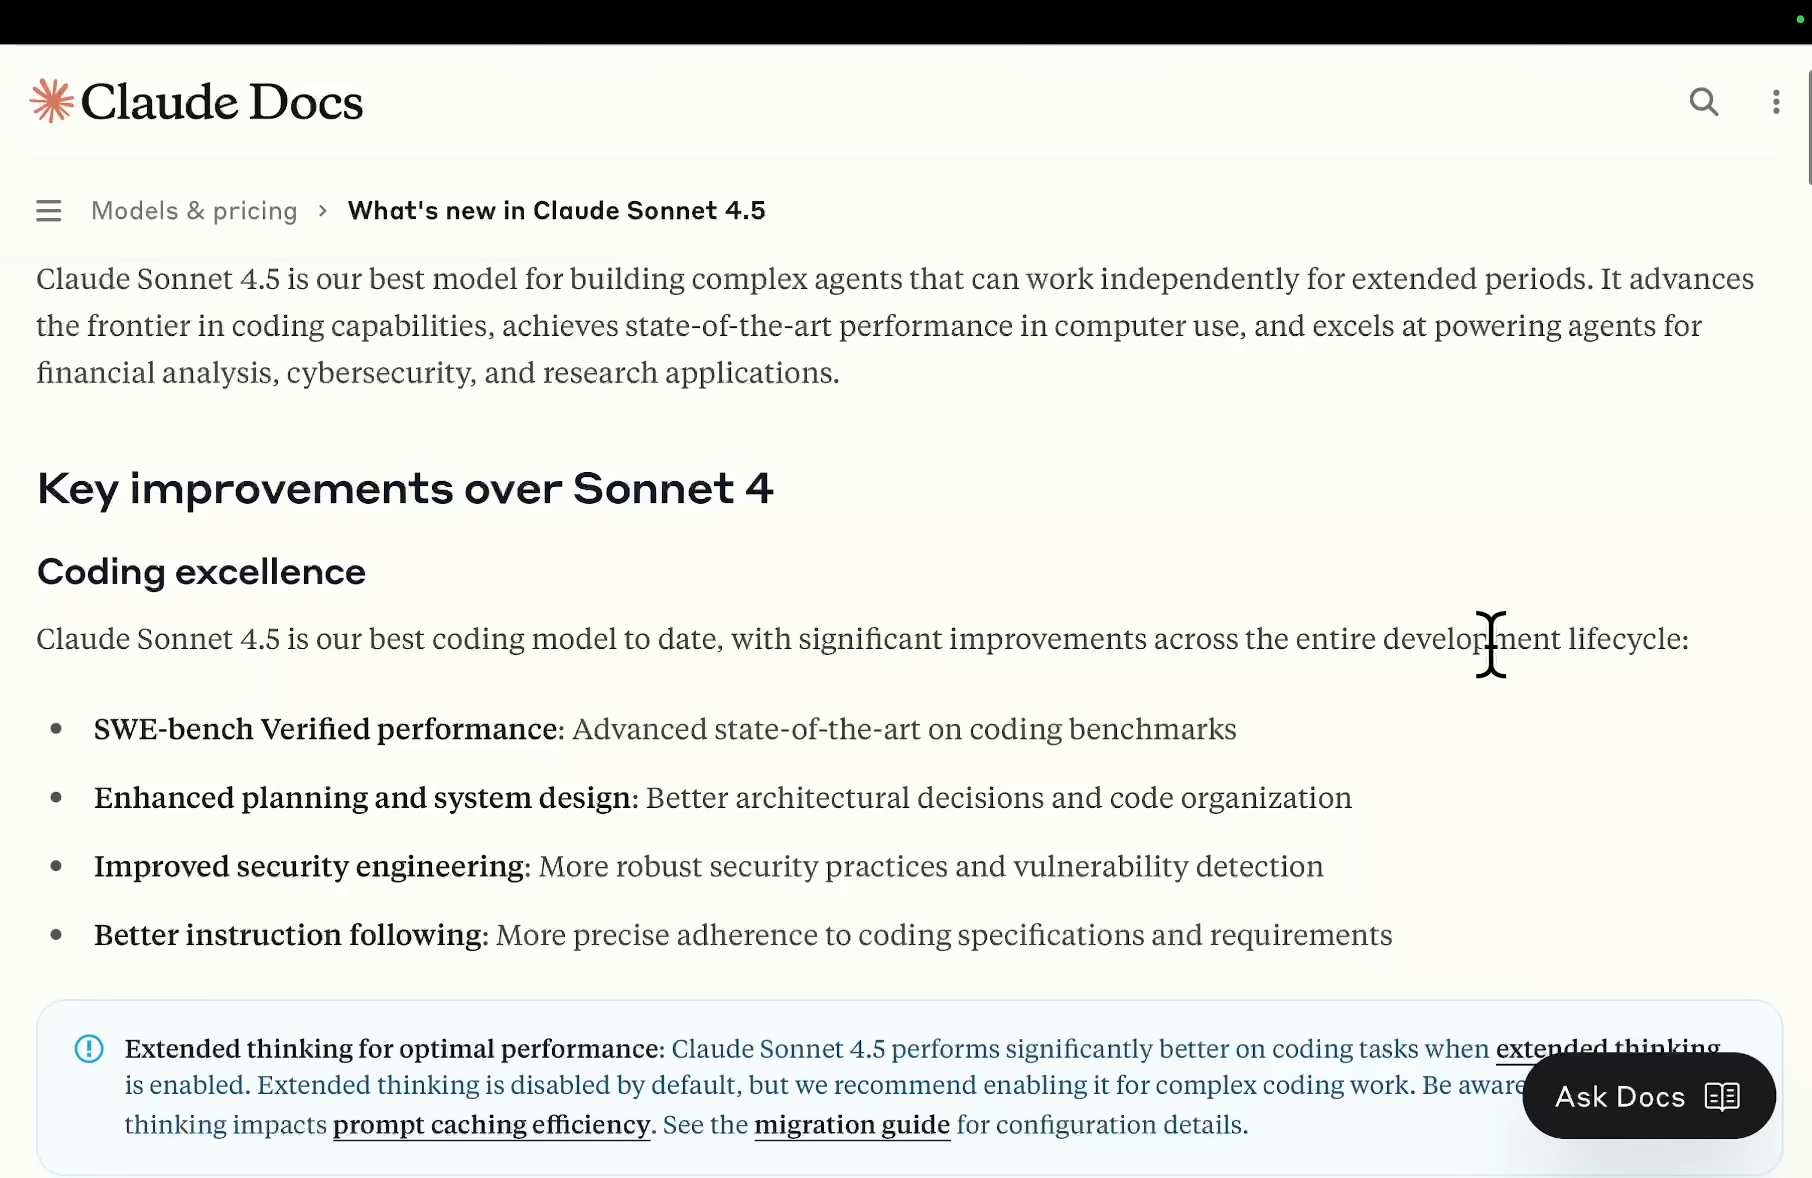 Claude Docs
Models & pricing > What's new in Claude Sonnet 4.5
Claude Sonnet 4.5 is our best model for building complex agents that can work independently for extended periods. It advances
the frontier in coding capabilities, achieves state-of-the-art performance in computer use, and excels at powering agents for
financial analysis, cybersecurity, and research applications.
Key improvements over Sonnet 4
Coding excellence
Claude Sonnet 4.5 is our best coding model to date, with significant improvements across the entire development lifecycle:
• SWE-bench Verified performance: Advanced state-of-the-art on coding benchmarks
• Enhanced planning and system design: Better architectural decisions and code organization
• Improved security engineering: More robust security practices and vulnerability detection
• Better instruction following: More precise adherence to coding specifications and requirements
Extended thinking for optimal performance: Claude Sonnet 4.5 performs significantly better on coding tasks when extended thinking
is enabled. Extended thinking is disabled by default, but we recommend enabling it for complex coding work. Be aware
thinking impacts prompt caching efficiency. See the migration guide for configuration details.
Ask Docs